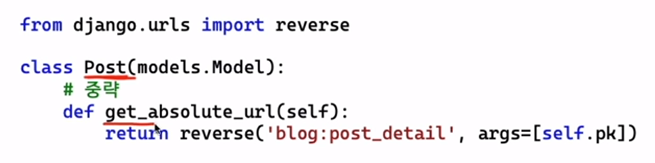 from django.urls import reverse
class Post(models.Model):
# 중략
def get_absolute_url(self):
return reverse('blog:post_detail', args=[self.pk])